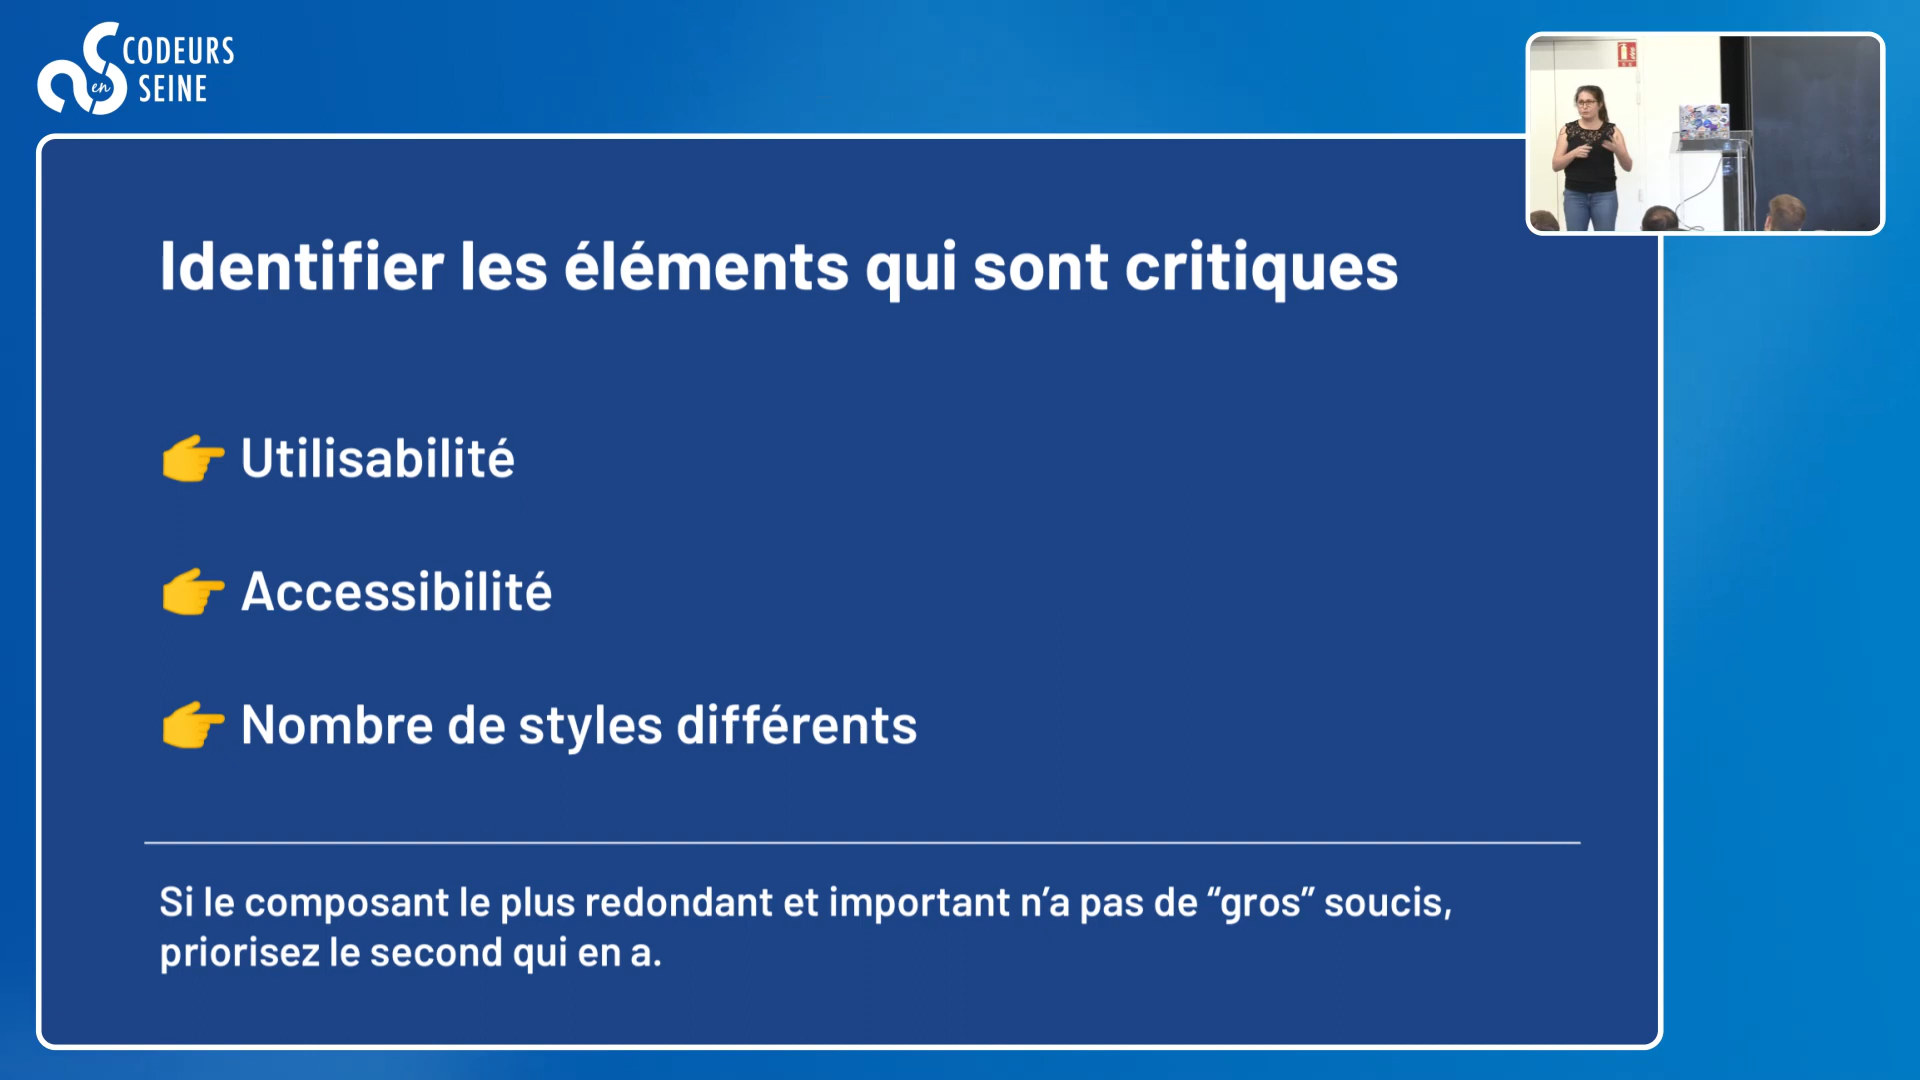 CODEURS
en
SEINE
Identifier les éléments qui sont critiques
👉 Utilisabilité
👉 Accessibilité
👉 Nombre de styles différents
Si le composant le plus redondant et important n’a pas de “gros” soucis,
priorisez le second qui en a.